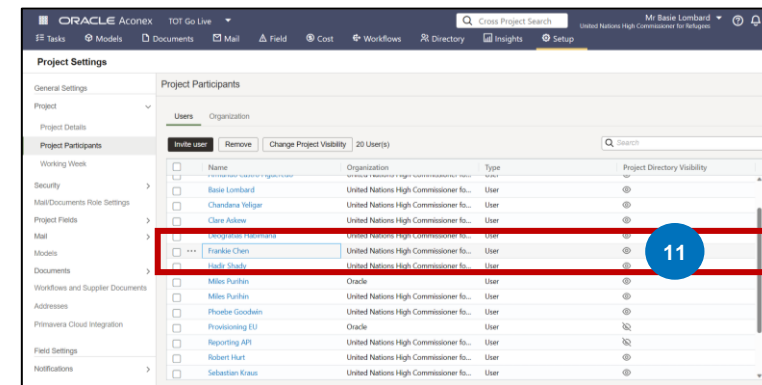 ORACLE Aconex TOT Go Live Cross Project Search Mr Basie Lombard
United Nations High Commissioner for Refugees
Tasks Models Documents Mail Field Cost Workflows Directory Insights Setup
Project Settings
General Settings
Project
Project Details
Project Participants
Working Week
Security
Mail/Documents Role Settings
Project Fields
Mail
Models
Documents
Workflows and Supplier Documents
Addresses
Primavera Cloud Integration
Field Settings
Notifications
Project Participants
Users Organization
Invite user Remove Change Project Visibility 20 User(s) Search
Name Organization Type Project Directory Visibility
United Nations High Commissioner fo... User
Basie Lombard United Nations High Commissioner fo... User
Chandana Yeligar United Nations High Commissioner fo... User
Clare Askew United Nations High Commissioner fo... User
Deogratias Habimana United Nations High Commissioner fo... User
Frankie Chen United Nations High Commissioner fo... User
Hadir Shady United Nations High Commissioner fo... User
Miles Purihin Oracle User
Miles Purihin United Nations High Commissioner fo... User
Phoebe Goodwin United Nations High Commissioner fo... User
Provisioning EU Oracle User
Reporting API United Nations High Commissioner fo... User
Robert Hurt United Nations High Commissioner fo... User
Sebastian Kraus United Nations High Commissioner fo... User
11